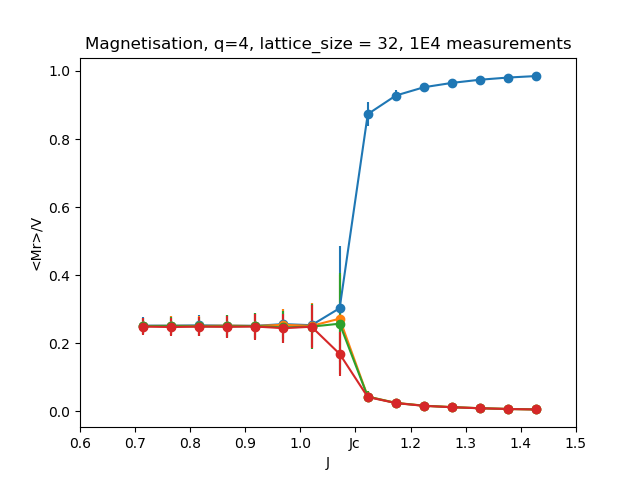 Magnetisation, q=4, lattice_size = 32, 1E4 measurements
1.0
0.8
0.6
0.4
0.2
0.0
<Mr>/V
0.6 0.7 0.8 0.9 1.0 Jc 1.2 1.3 1.4 1.5
J